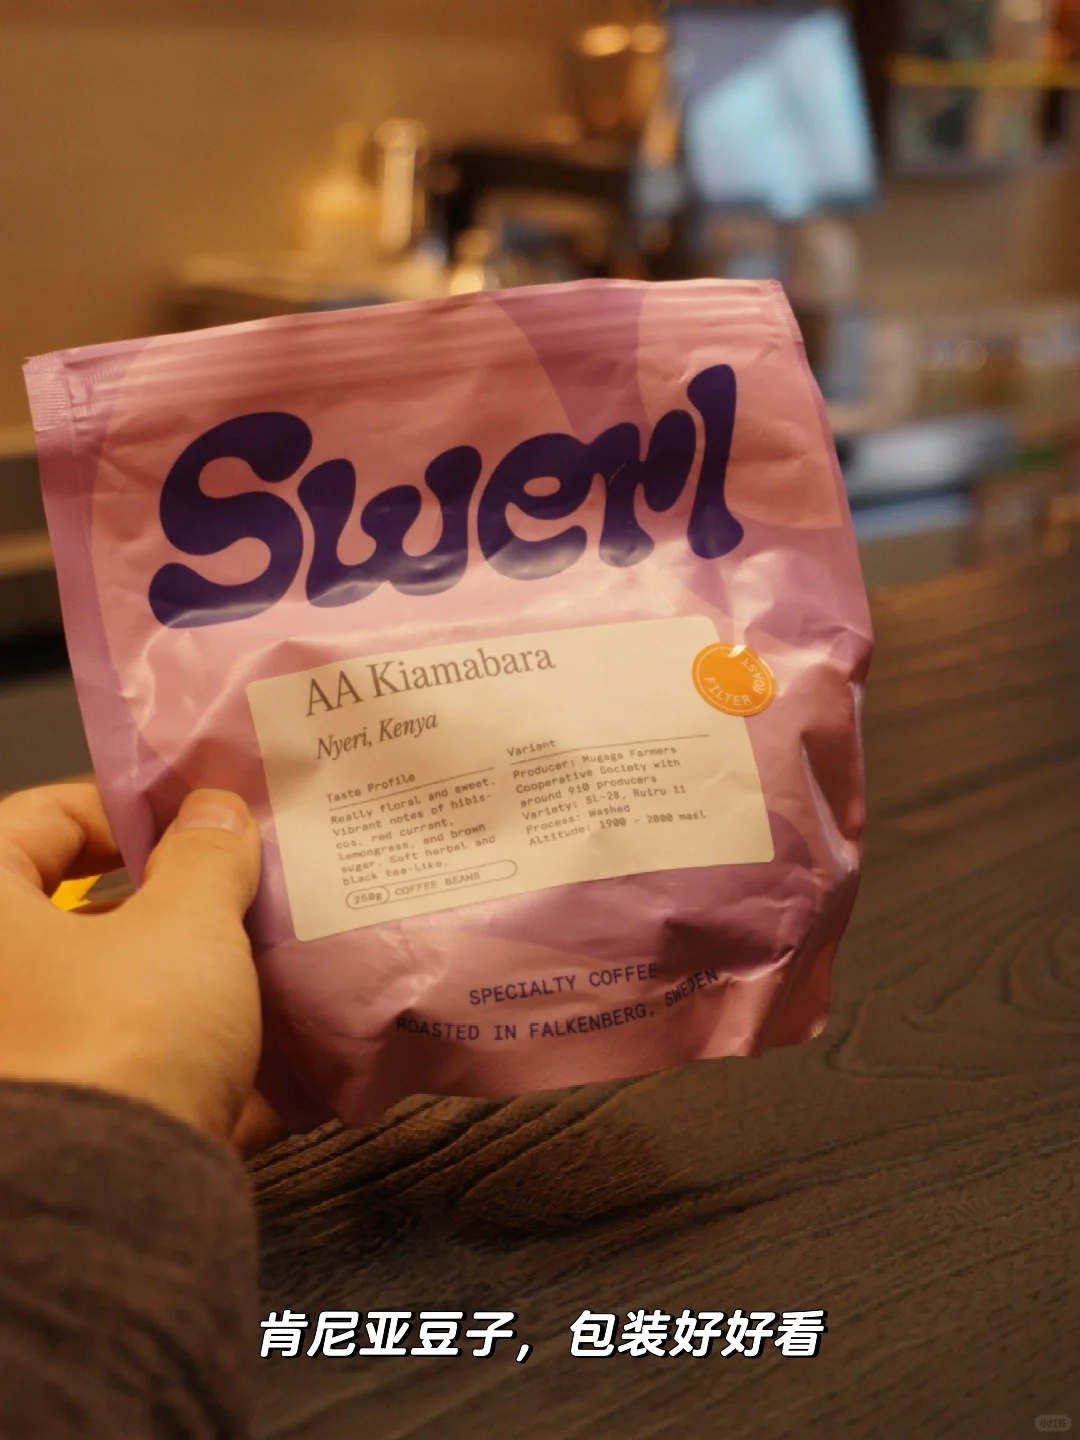 Swerl
AA Kiamabara
Nyeri, Kenya
FILTER ROAST
Taste Profile
Really floral and sweet.
Vibrant notes of hibis-
cus, red currant,
lemongrass, and brown
sugar. Soft herbal and
black tea-like.
250g COFFEE BEANS
Variant
Producer: Mugaga Farmers
Cooperative Society with
around 910 producers
Variety: SL-28, Ruiru 11
Process: Washed
Altitude: 1900 - 2000 masl
SPECIALTY COFFEE
ROASTED IN FALKENBERG, SWEDEN
肯尼亚豆子，包装好好看
小红书